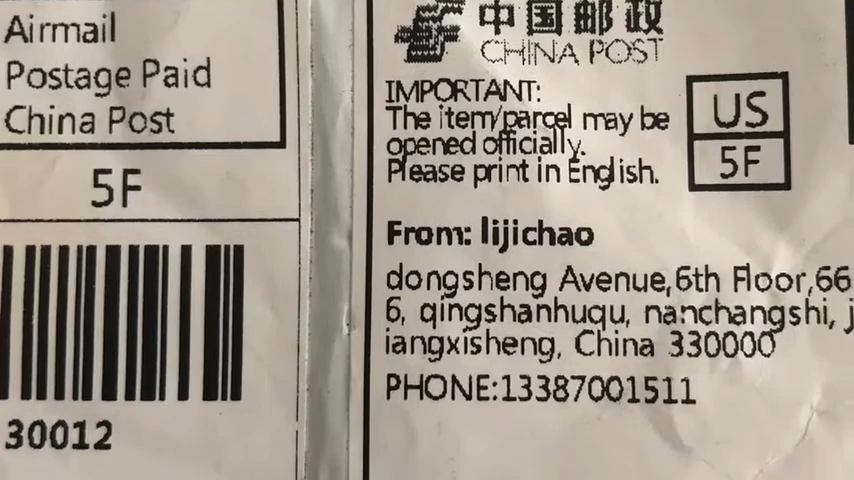 Airmail
Postage Paid
China Post
5F
30012
中国邮政
CHINA POST
IMPORTANT:
The item/parcel may be
opened officially.
Please print in English.
US
5F
From: lijichao
dongsheng Avenue,6th Floor,66
6, qingshanhuqu, nanchangshi, j
iangxisheng, China 330000
PHONE:13387001511